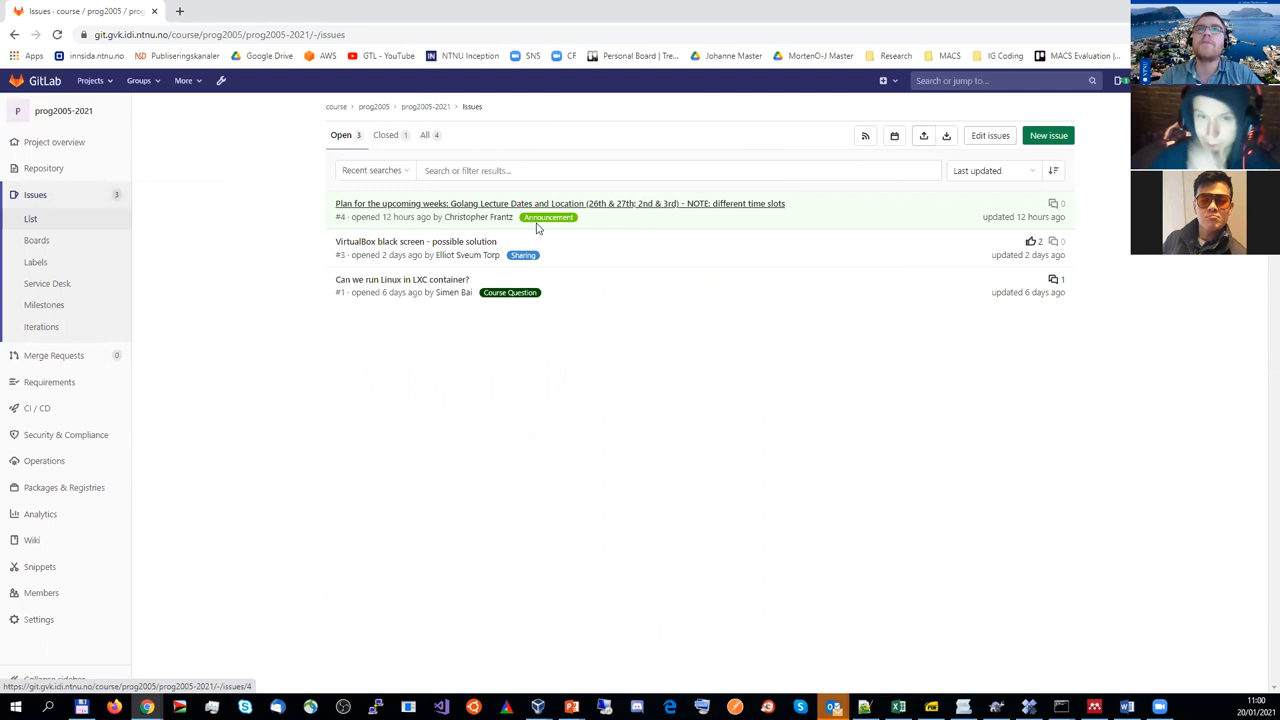 Issues · course / prog2005 / pro
git.gvk.idi.ntnu.no/course/prog2005/prog2005-2021/-/issues
Apps innsida.ntnu.no Publiseringskanaler Google Drive AWS GTL - YouTube NTNU Inception SNS CF Personal Board | Tre... Johanne Master MortenO-J Master Research MACS IG Coding MACS Evaluation |...
GitLab Projects Groups More Search or jump to...
P prog2005-2021
Project overview
Repository
Issues 3
List
Boards
Labels
Service Desk
Milestones
Iterations
Merge Requests 0
Requirements
CI / CD
Security & Compliance
Operations
Packages & Registries
Analytics
Wiki
Snippets
Members
Settings
Collapse sidebar
course > prog2005 > prog2005-2021 > Issues
Open 3 Closed 1 All 4
Edit issues New issue
Recent searches Search or filter results... Last updated
Plan for the upcoming weeks: Golang Lecture Dates and Location (26th & 27th; 2nd & 3rd) - NOTE: different time slots 0
#4 · opened 12 hours ago by Christopher Frantz Announcement updated 12 hours ago
VirtualBox black screen - possible solution 2 0
#3 · opened 2 days ago by Elliot Sveum Torp Sharing updated 2 days ago
Can we run Linux in LXC container? 1
#1 · opened 6 days ago by Simen Bai Course Question updated 6 days ago
https://git.gvk.idi.ntnu.no/course/prog2005/prog2005-2021/-/issues/4
11:00
20/01/2021